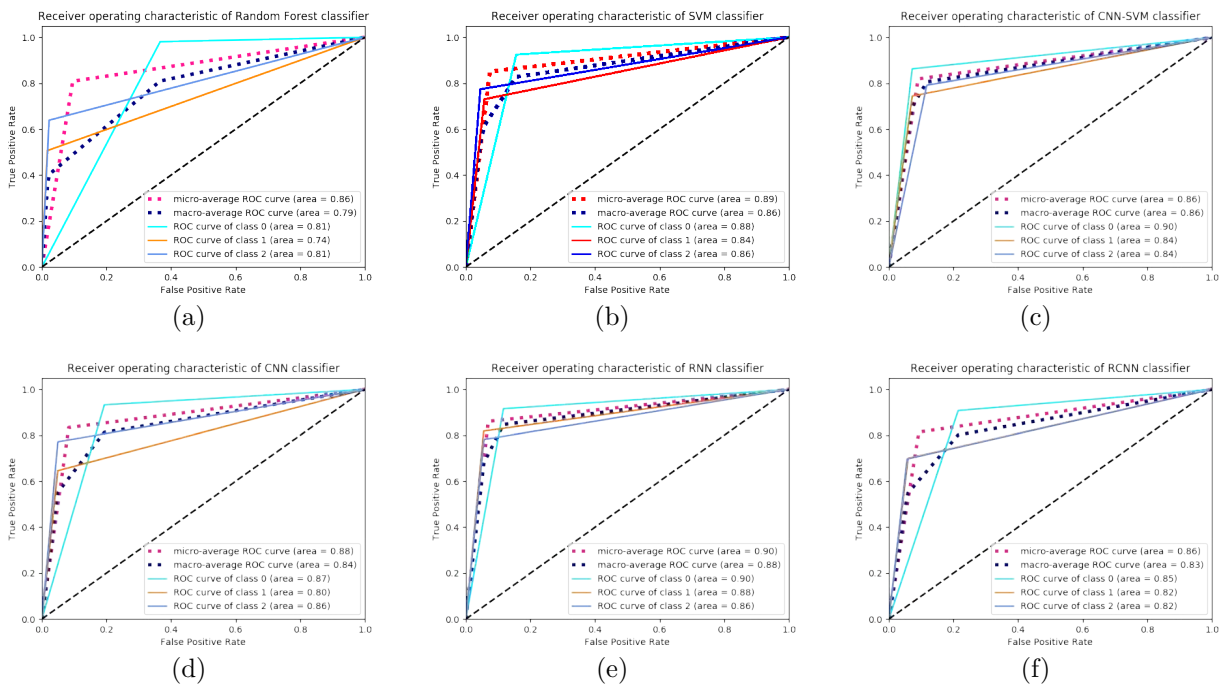 Receiver operating characteristic of Random Forest classifier
1.0
0.8
0.6
0.4
0.2
0.0
True Positive Rate
micro-average ROC curve (area = 0.86)
macro-average ROC curve (area = 0.79)
ROC curve of class 0 (area = 0.81)
ROC curve of class 1 (area = 0.74)
ROC curve of class 2 (area = 0.81)
0.0 0.2 0.4 0.6 0.8 1.0
False Positive Rate
(a)
Receiver operating characteristic of SVM classifier
1.0
0.8
0.6
0.4
0.2
0.0
True Positive Rate
micro-average ROC curve (area = 0.89)
macro-average ROC curve (area = 0.86)
ROC curve of class 0 (area = 0.88)
ROC curve of class 1 (area = 0.84)
ROC curve of class 2 (area = 0.86)
0.0 0.2 0.4 0.6 0.8 1.0
False Positive Rate
(b)
Receiver operating characteristic of CNN-SVM classifier
1.0
0.8
0.6
0.4
0.2
0.0
True Positive Rate
micro-average ROC curve (area = 0.86)
macro-average ROC curve (area = 0.86)
ROC curve of class 0 (area = 0.90)
ROC curve of class 1 (area = 0.84)
ROC curve of class 2 (area = 0.84)
0.0 0.2 0.4 0.6 0.8 1.0
False Positive Rate
(c)
Receiver operating characteristic of CNN classifier
1.0
0.8
0.6
0.4
0.2
0.0
True Positive Rate
micro-average ROC curve (area = 0.88)
macro-average ROC curve (area = 0.84)
ROC curve of class 0 (area = 0.87)
ROC curve of class 1 (area = 0.80)
ROC curve of class 2 (area = 0.86)
0.0 0.2 0.4 0.6 0.8 1.0
False Positive Rate
(d)
Receiver operating characteristic of RNN classifier
1.0
0.8
0.6
0.4
0.2
0.0
True Positive Rate
micro-average ROC curve (area = 0.90)
macro-average ROC curve (area = 0.88)
ROC curve of class 0 (area = 0.90)
ROC curve of class 1 (area = 0.88)
ROC curve of class 2 (area = 0.86)
0.0 0.2 0.4 0.6 0.8 1.0
False Positive Rate
(e)
Receiver operating characteristic of RCNN classifier
1.0
0.8
0.6
0.4
0.2
0.0
True Positive Rate
micro-average ROC curve (area = 0.86)
macro-average ROC curve (area = 0.83)
ROC curve of class 0 (area = 0.85)
ROC curve of class 1 (area = 0.82)
ROC curve of class 2 (area = 0.82)
0.0 0.2 0.4 0.6 0.8 1.0
False Positive Rate
(f)